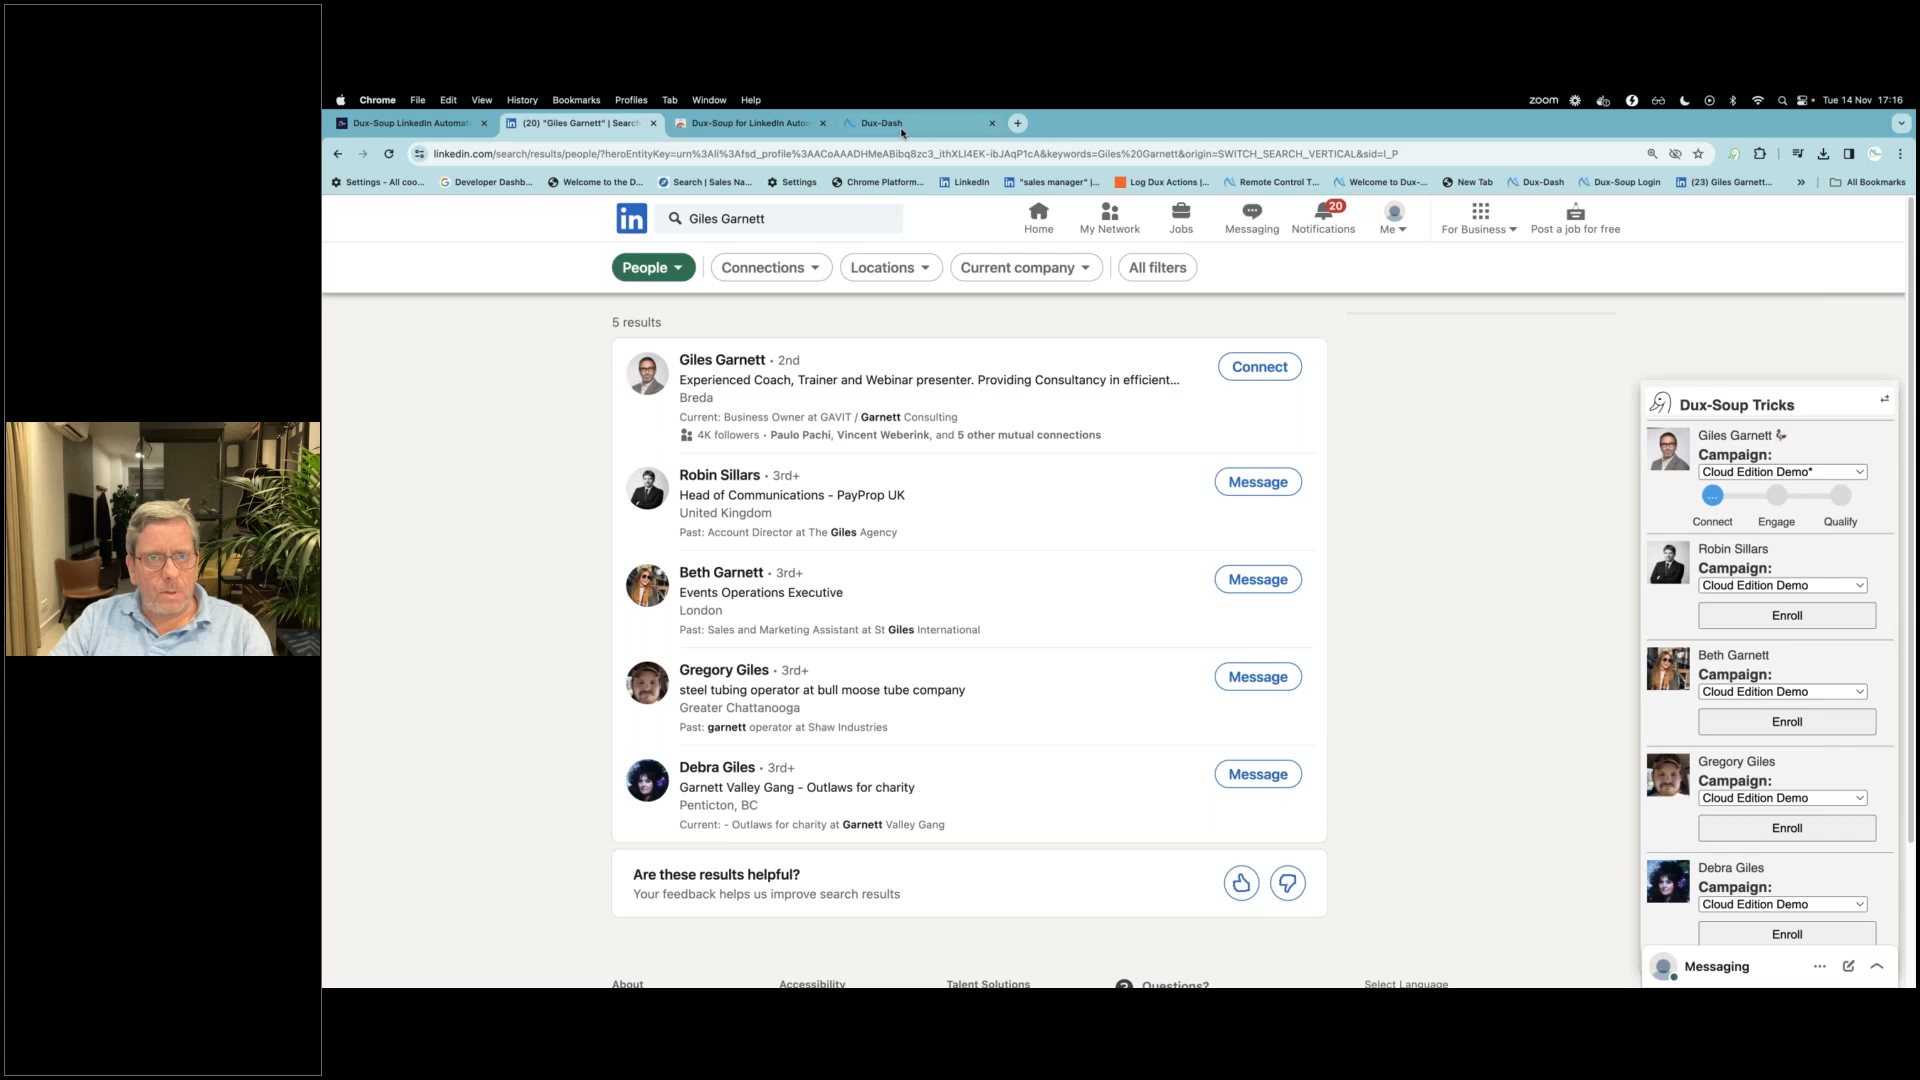 Chrome File Edit View History Bookmarks Profiles Tab Window Help
zoom Tue 14 Nov 17:16
Dux-Soup LinkedIn Automat
(20) "Giles Garnett" | Search
Dux-Soup for LinkedIn Autom
Dux-Dash
linkedin.com/search/results/people/?heroEntityKey=urn%3Ali%3Afsd_profile%3AACoAAADHMeABibq8zc3_ithXLI4EK-ibJAqP1cA&keywords=Giles%20Garnett&origin=SWITCH_SEARCH_VERTICAL&sid=I_P
Settings - All coo...
Developer Dashb...
Welcome to the D...
Search | Sales Na...
Settings
Chrome Platform...
LinkedIn
"sales manager" |...
Log Dux Actions |...
Remote Control T...
Welcome to Dux-...
New Tab
Dux-Dash
Dux-Soup Login
(23) Giles Garnett...
All Bookmarks
in
Giles Garnett
Home
My Network
Jobs
Messaging
20
Notifications
Me
For Business
Post a job for free
People
Connections
Locations
Current company
All filters
5 results
Giles Garnett • 2nd
Experienced Coach, Trainer and Webinar presenter. Providing Consultancy in efficient...
Breda
Current: Business Owner at GAVIT / Garnett Consulting
4K followers • Paulo Pachi, Vincent Weberink, and 5 other mutual connections
Connect
Robin Sillars • 3rd+
Head of Communications - PayProp UK
United Kingdom
Past: Account Director at The Giles Agency
Message
Beth Garnett • 3rd+
Events Operations Executive
London
Past: Sales and Marketing Assistant at St Giles International
Message
Gregory Giles • 3rd+
steel tubing operator at bull moose tube company
Greater Chattanooga
Past: garnett operator at Shaw Industries
Message
Debra Giles • 3rd+
Garnett Valley Gang - Outlaws for charity
Penticton, BC
Current: - Outlaws for charity at Garnett Valley Gang
Message
Are these results helpful?
Your feedback helps us improve search results
About
Accessibility
Talent Solutions
Questions?
Select Language
Dux-Soup Tricks
Giles Garnett
Campaign:
Cloud Edition Demo*
...
Connect Engage Qualify
Robin Sillars
Campaign:
Cloud Edition Demo
Enroll
Beth Garnett
Campaign:
Cloud Edition Demo
Enroll
Gregory Giles
Campaign:
Cloud Edition Demo
Enroll
Debra Giles
Campaign:
Cloud Edition Demo
Enroll
Messaging